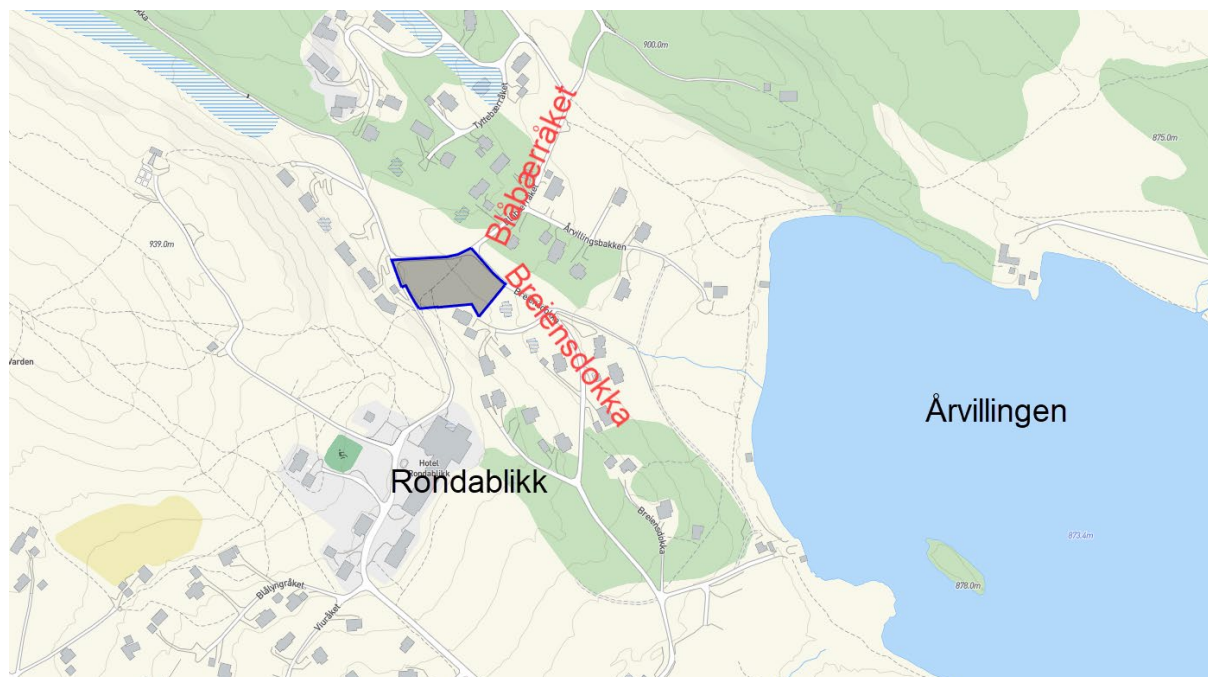 900.0m
Tyttebærråket
Blåbærråket
875.0m
Årvillingsbakken
939.0m
Breiensdokka
Breiensdokka
Varden
Årvillingen
Hotel
Rondablikk
Rondablikk
Breiensdokka
873.4m
878.0m
Blålyngråket
Viuråket